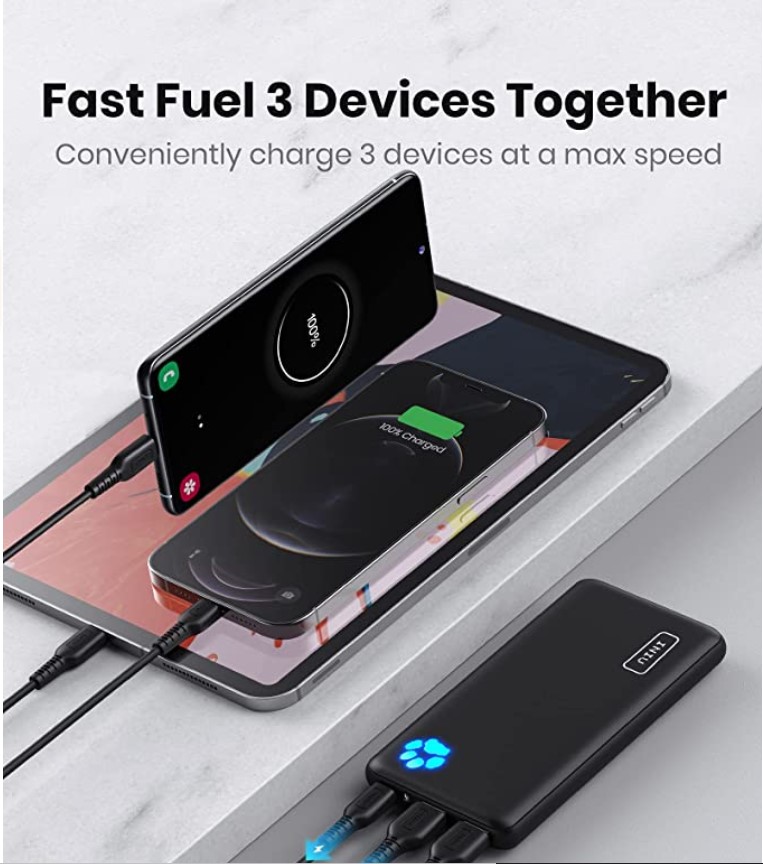 Fast Fuel 3 Devices Together
Conveniently charge 3 devices at a max speed
100%
100% Charged
INIU